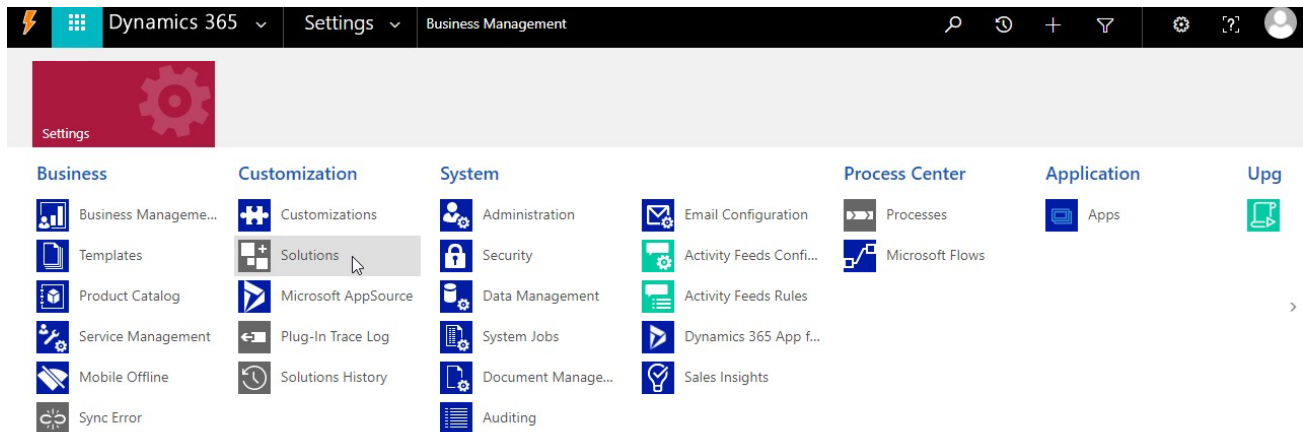 Dynamics 365
Settings
Business Management
Settings
Business
Business Manageme...
Templates
Product Catalog
Service Management
Mobile Offline
Sync Error
Customization
Customizations
Solutions
Microsoft AppSource
Plug-In Trace Log
Solutions History
System
Administration
Security
Data Management
System Jobs
Document Manage...
Auditing
Email Configuration
Activity Feeds Confi...
Activity Feeds Rules
Dynamics 365 App f...
Sales Insights
Process Center
Processes
Microsoft Flows
Application
Apps
Upg